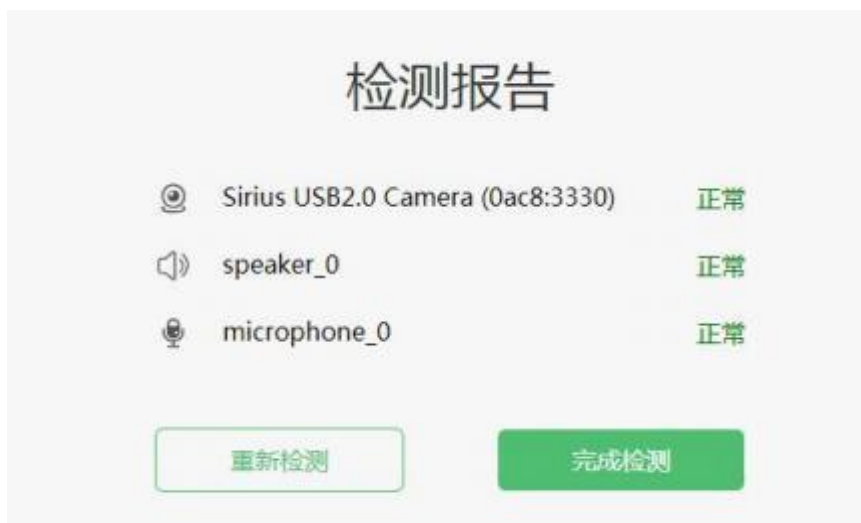 检测报告
Sirius USB2.0 Camera (0ac8:3330) 正常
speaker_0 正常
microphone_0 正常
重新检测 完成检测